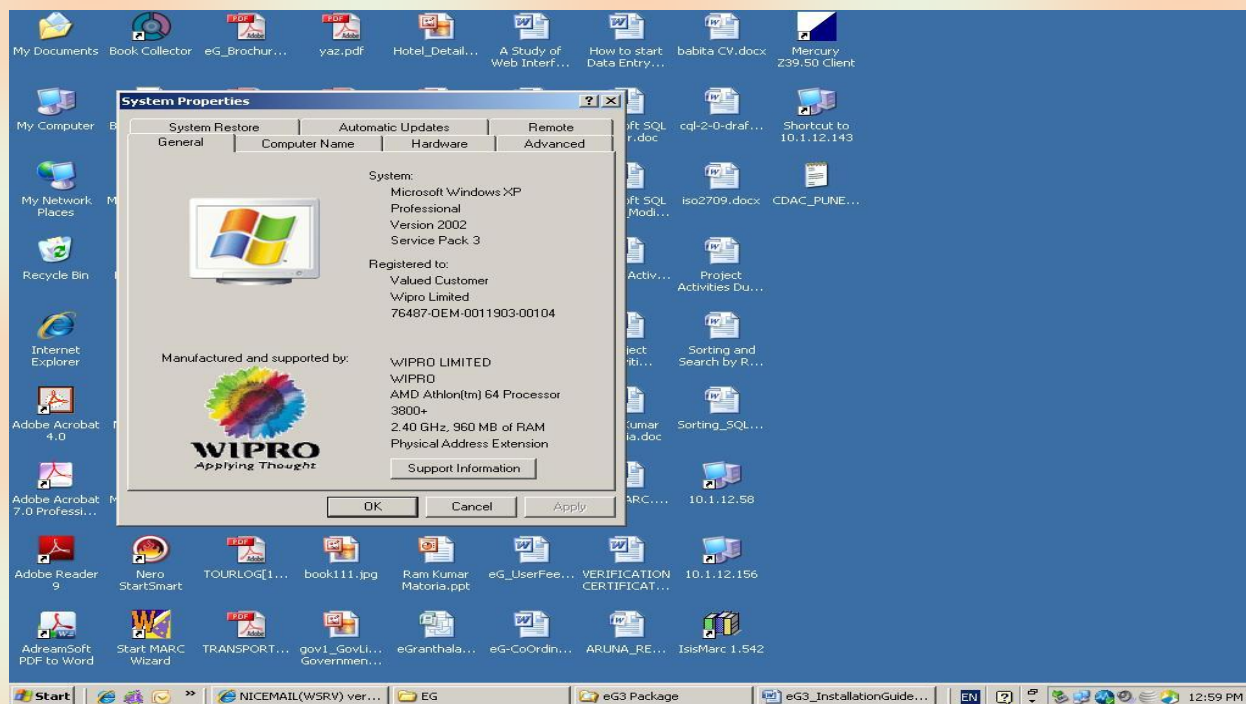 My Documents
Book Collector
eG_Brochur...
yaz.pdf
Hotel_Detail...
A Study of
Web Interf...
How to start
Data Entry...
babita CV.docx
Mercury
Z39.50 Client
System Properties
My Computer
cql-2-0-draf...
Shortcut to
10.1.12.143
System Restore
Automatic Updates
Remote
General
Computer Name
Hardware
Advanced
System:
Microsoft Windows XP
Professional
Version 2002
Service Pack 3
Registered to:
Valued Customer
Wipro Limited
76487-OEM-0011903-00104
Manufactured and supported by:
WIPRO LIMITED
WIPRO
AMD Athlon(tm) 64 Processor
3800+
2.40 GHz, 960 MB of RAM
Physical Address Extension
WIPRO
Applying Thought
Support Information
OK
Cancel
Apply
My Network
Places
iso2709.docx
CDAC_PUNE...
Recycle Bin
Project
Activities Du...
Internet
Explorer
Sorting and
Search by R...
Adobe Acrobat
4.0
Sorting_SQL...
Adobe Acrobat
7.0 Professi...
10.1.12.58
Adobe Reader
9
Nero
StartSmart
TOURLOG[1...
book111.jpg
Ram Kumar
Matoria.ppt
eG_UserFee...
VERIFICATION
CERTIFICAT...
10.1.12.156
AdreamSoft
PDF to Word
Start MARC
Wizard
TRANSPORT...
gov1_GovLi...
Governmen...
eGranthala...
eG-CoOrdin...
ARUNA_RE...
IsisMarc 1.542
Start
NICEMAIL(WSRV) ver...
EG
eG3 Package
eG3_InstallationGuide...
EN
12:59 PM